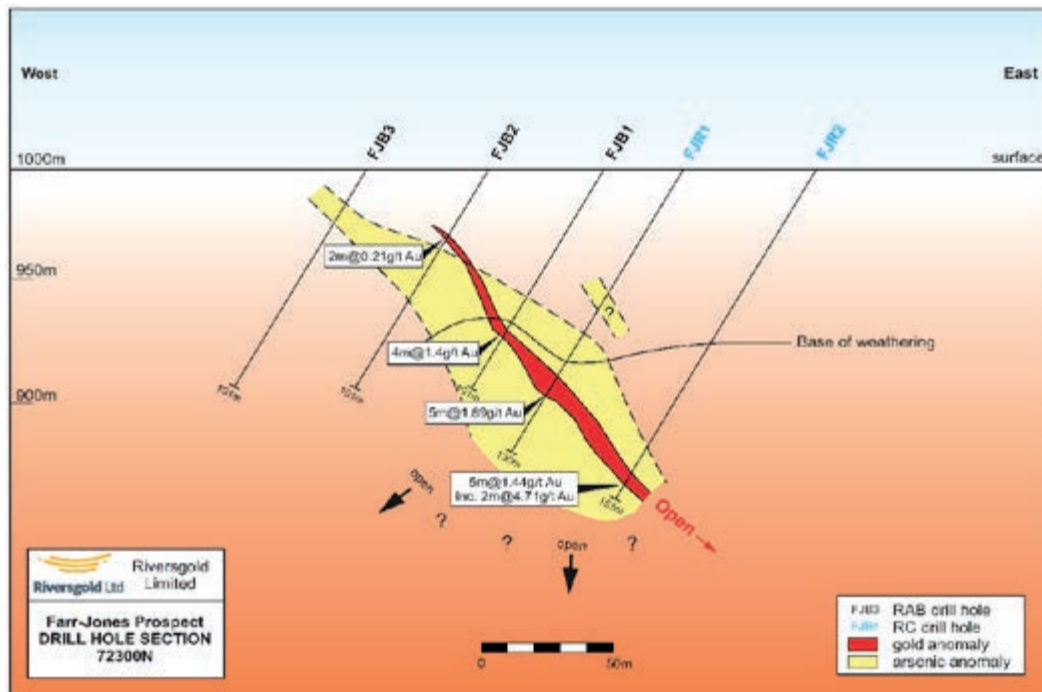 West
East
FJB3
FJB2
FJB1
FJR1
FJR2
1000m
surface
2m@0.21g/t Au
950m
?
Base of weathering
4m@1.4g/t Au
900m
101m
5m@1.89g/t Au
open
5m@1.44g/t Au
Inc. 2m@4.71g/t Au
Open
?
?
?
open
Riversgold Ltd
Riversgold
Limited
Farr-Jones Prospect
DRILL HOLE SECTION
72300N
0
50m
FJB3 RAB drill hole
RC drill hole
gold anomaly
arsenic anomaly